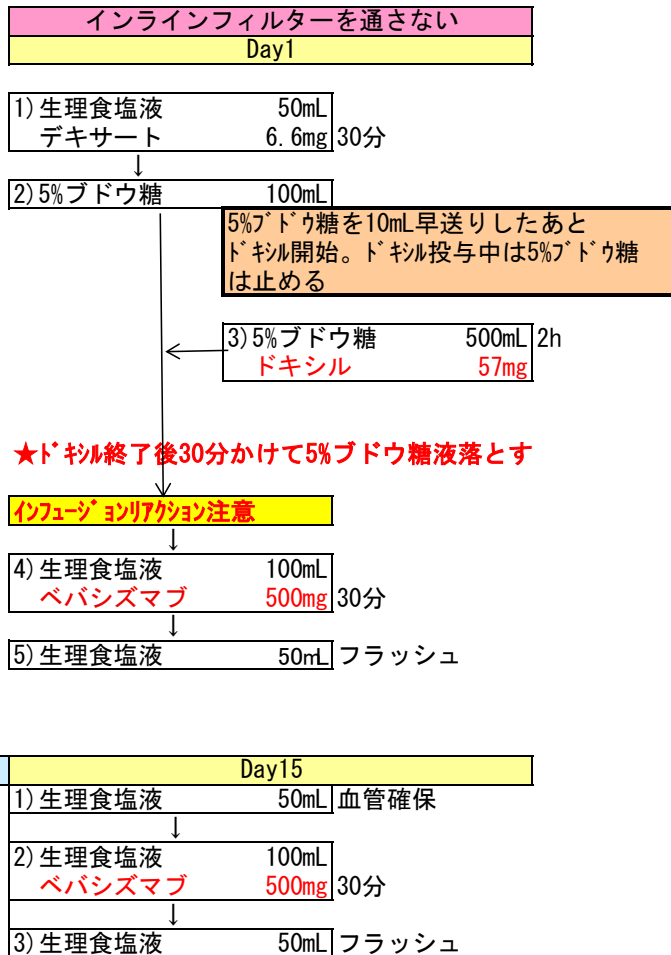 インラインフィルターを通さない
Day1
1)生理食塩液 50mL
デキサート 6.6mg 30分
↓
2)5%ブドウ糖 100mL
5%ブドウ糖を10mL早送りしたあと
ドキシル開始。ドキシル投与中は5%ブドウ糖
は止める
3)5%ブドウ糖 500mL 2h
ドキシル 57mg
★ドキシル終了後30分かけて5%ブドウ糖液落とす
インフュージョンリアクション注意
↓
4)生理食塩液 100mL
ベバシズマブ 500mg 30分
↓
5)生理食塩液 50mL フラッシュ
Day15
1)生理食塩液 50mL 血管確保
↓
2)生理食塩液 100mL
ベバシズマブ 500mg 30分
↓
3)生理食塩液 50mL フラッシュ